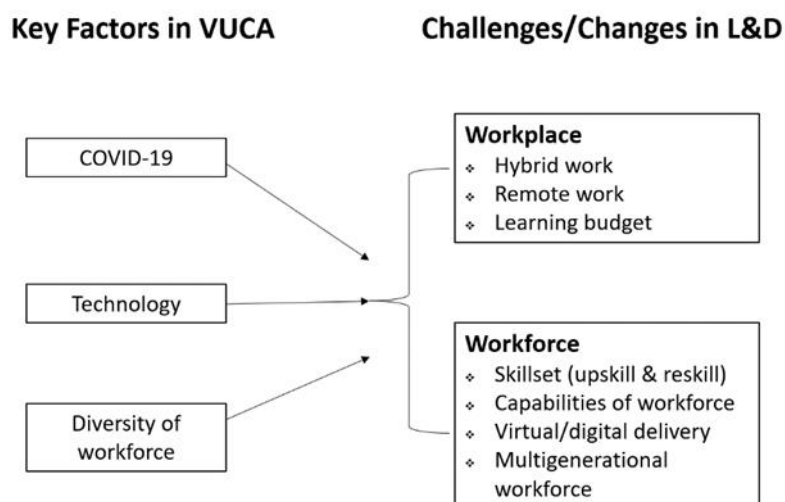 Key Factors in VUCA
Challenges/Changes in L&D
COVID-19
Technology
Diversity of
workforce
Workplace
❖ Hybrid work
❖ Remote work
❖ Learning budget
Workforce
❖ Skillset (upskill & reskill)
❖ Capabilities of workforce
❖ Virtual/digital delivery
❖ Multigenerational
workforce